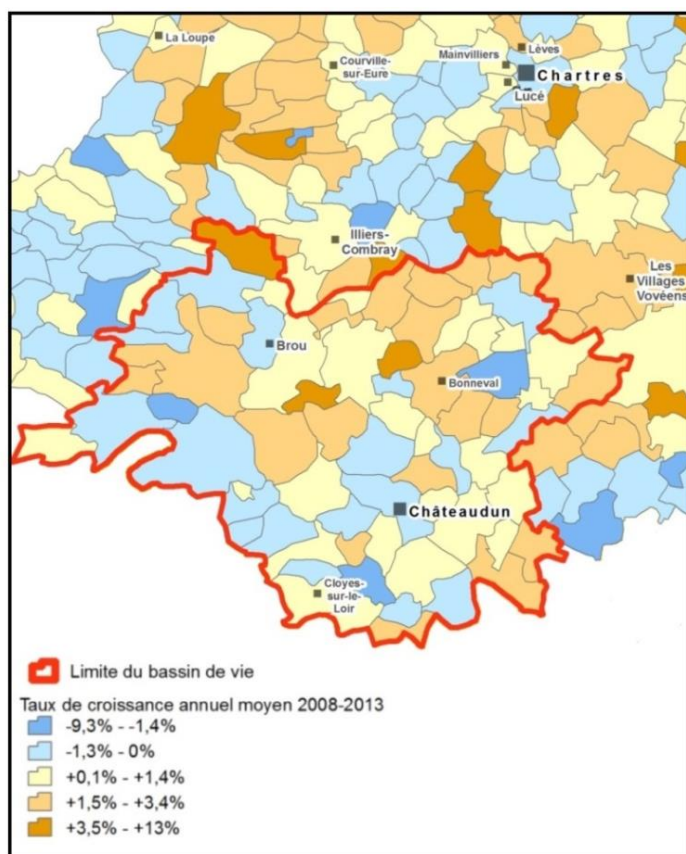 La Loupe
Courville-
sur-Eure
Mainvilliers
Lèves
Chartres
Lucé
Illiers-
Combray
Les
Villages
Vovéens
Brou
Bonneval
Châteaudun
Cloyes-
sur-le-
Loir
Limite du bassin de vie
Taux de croissance annuel moyen 2008-2013
-9,3% - -1,4%
-1,3% - 0%
+0,1% - +1,4%
+1,5% - +3,4%
+3,5% - +13%